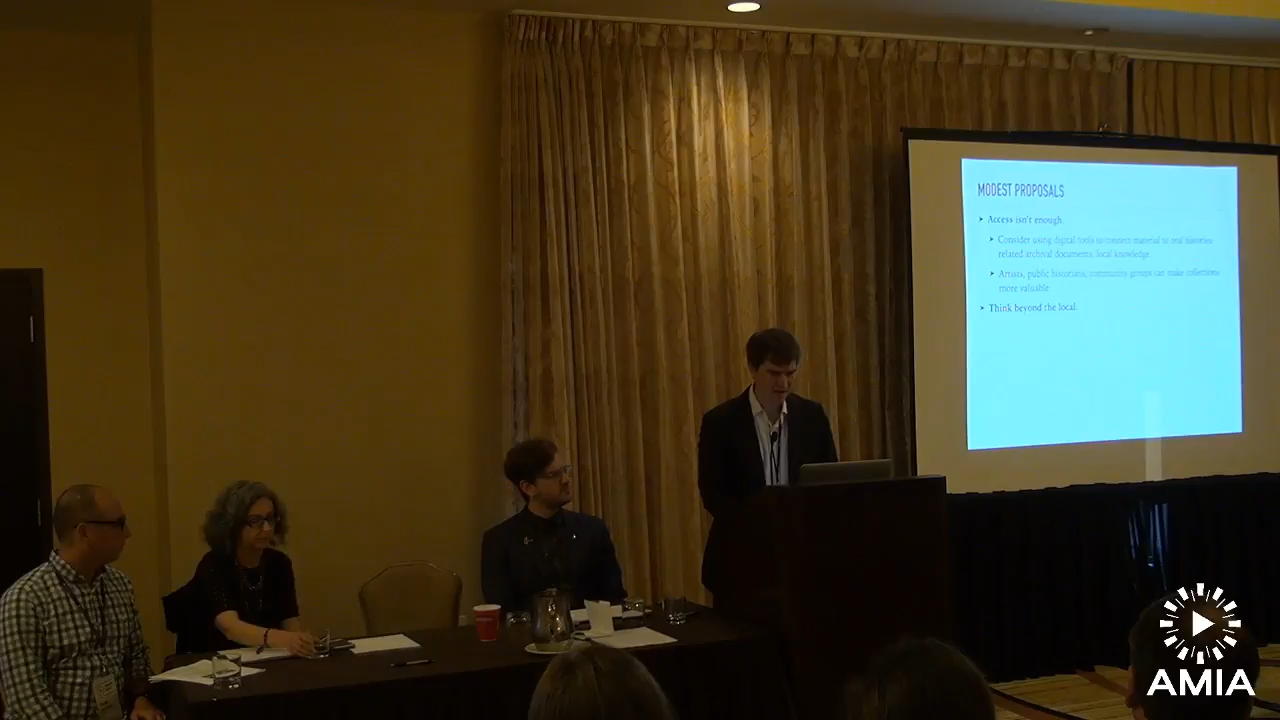 MODEST PROPOSALS
Access isn't enough.
Consider using digital tools to connect material to oral histories
related archival documents, local knowledge.
Artists, public historians, community groups can make collections
more valuable
Think beyond the local.
AMIA